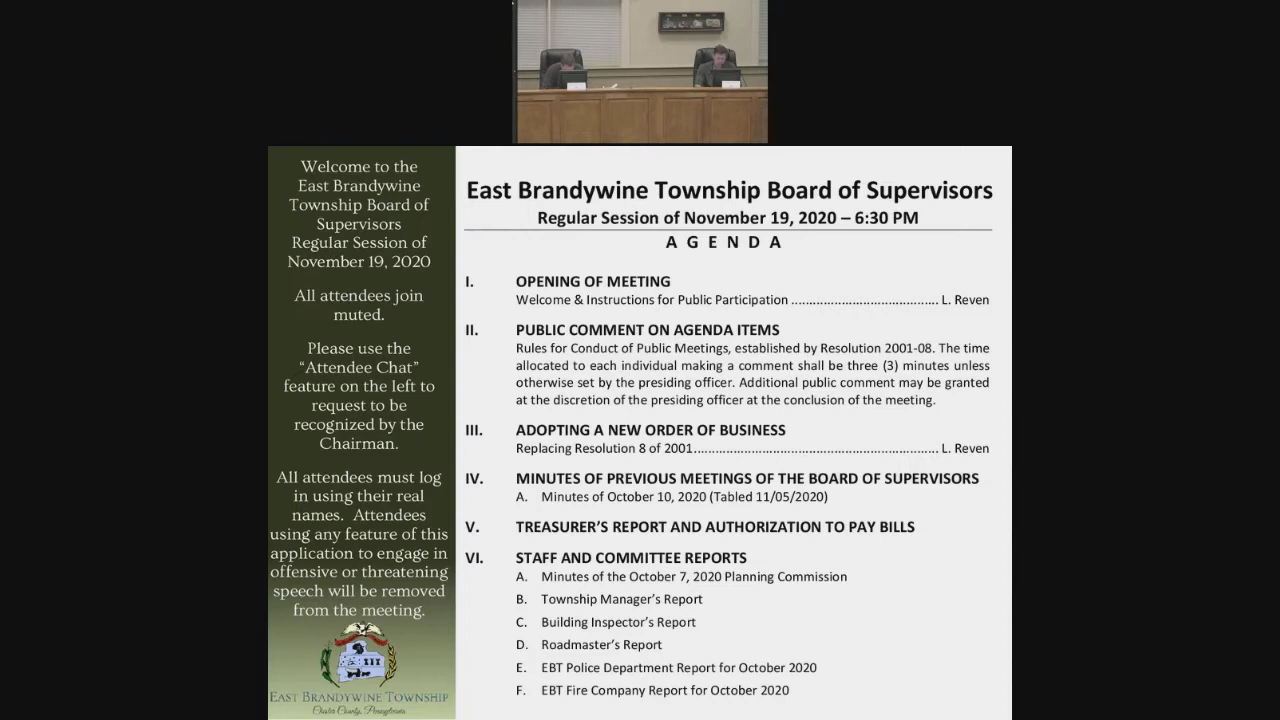 Welcome to the
East Brandywine
Township Board of
Supervisors
Regular Session of
November 19, 2020
All attendees join
muted.
Please use the
“Attendee Chat”
feature on the left to
request to be
recognized by the
Chairman.
All attendees must log
in using their real
names.  Attendees
using any feature of this
application to engage in
offensive or threatening
speech will be removed
from the meeting.
EAST BRANDYWINE TOWNSHIP
Chester County, Pennsylvania
East Brandywine Township Board of Supervisors
Regular Session of November 19, 2020 – 6:30 PM
A G E N D A
I. OPENING OF MEETING
Welcome & Instructions for Public Participation ........................................ L. Reven
II. PUBLIC COMMENT ON AGENDA ITEMS
Rules for Conduct of Public Meetings, established by Resolution 2001-08. The time
allocated to each individual making a comment shall be three (3) minutes unless
otherwise set by the presiding officer. Additional public comment may be granted
at the discretion of the presiding officer at the conclusion of the meeting.
III. ADOPTING A NEW ORDER OF BUSINESS
Replacing Resolution 8 of 2001.................................................................. L. Reven
IV. MINUTES OF PREVIOUS MEETINGS OF THE BOARD OF SUPERVISORS
A. Minutes of October 10, 2020 (Tabled 11/05/2020)
V. TREASURER’S REPORT AND AUTHORIZATION TO PAY BILLS
VI. STAFF AND COMMITTEE REPORTS
A. Minutes of the October 7, 2020 Planning Commission
B. Township Manager’s Report
C. Building Inspector’s Report
D. Roadmaster’s Report
E. EBT Police Department Report for October 2020
F. EBT Fire Company Report for October 2020